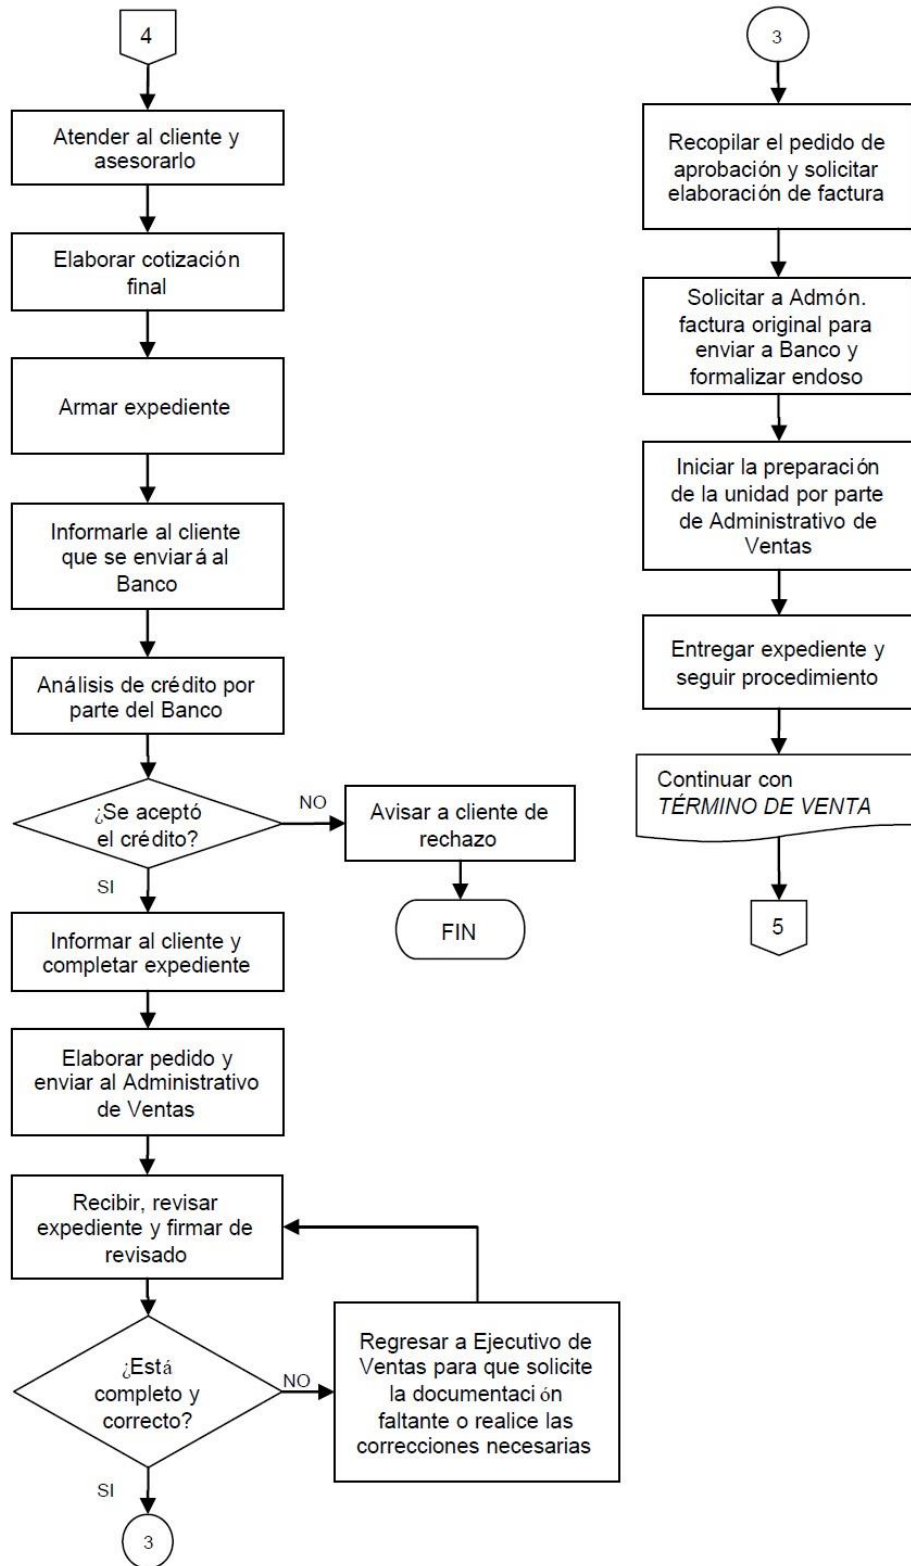 4
Atender al cliente y
asesorarlo
Elaborar cotización
final
Armar expediente
Informarle al cliente
que se enviará al
Banco
Análisis de crédito por
parte del Banco
¿Se aceptó
el crédito?
NO
Avisar a cliente de
rechazo
FIN
SI
Informar al cliente y
completar expediente
Elaborar pedido y
enviar al Administrativo
de Ventas
Recibir, revisar
expediente y firmar de
revisado
¿Está
completo y
correcto?
NO
Regresar a Ejecutivo de
Ventas para que solicite
la documentación
faltante o realice las
correcciones necesarias
SI
3
3
Recopilar el pedido de
aprobación y solicitar
elaboración de factura
Solicitar a Admón.
factura original para
enviar a Banco y
formalizar endoso
Iniciar la preparación
de la unidad por parte
de Administrativo de
Ventas
Entregar expediente y
seguir procedimiento
Continuar con
TÉRMINO DE VENTA
5